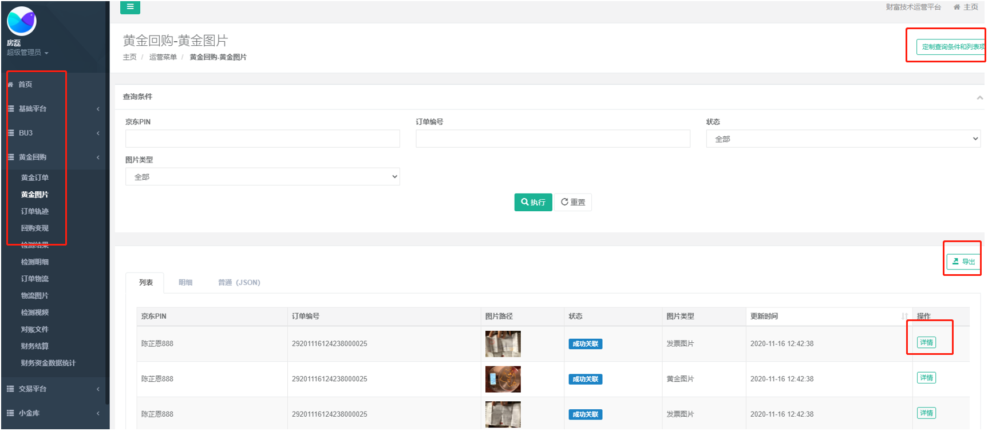 财富技术运营平台 主页
房磊
超级管理员
首页
基础平台
BU3
黄金回购
黄金订单
黄金图片
订单轨迹
回购变现
检测结果
检测明细
订单物流
物流图片
检测视频
对账文件
财务结算
财务资金数据统计
交易平台
小金库
黄金回购-黄金图片
主页 / 运营菜单 / 黄金回购-黄金图片
定制查询条件和列表项
查询条件
京东PIN 订单编号 状态
全部
图片类型
全部
执行 重置
导出
列表 明细 普通（JSON）
京东PIN 订单编号 图片路径 状态 图片类型 更新时间 操作
陈芷恩888 29201116124238000025 成功关联 发票图片 2020-11-16 12:42:38 详情
陈芷恩888 29201116124238000025 成功关联 黄金图片 2020-11-16 12:42:38 详情
陈芷恩888 29201116124238000025 成功关联 发票图片 2020-11-16 12:42:38 详情